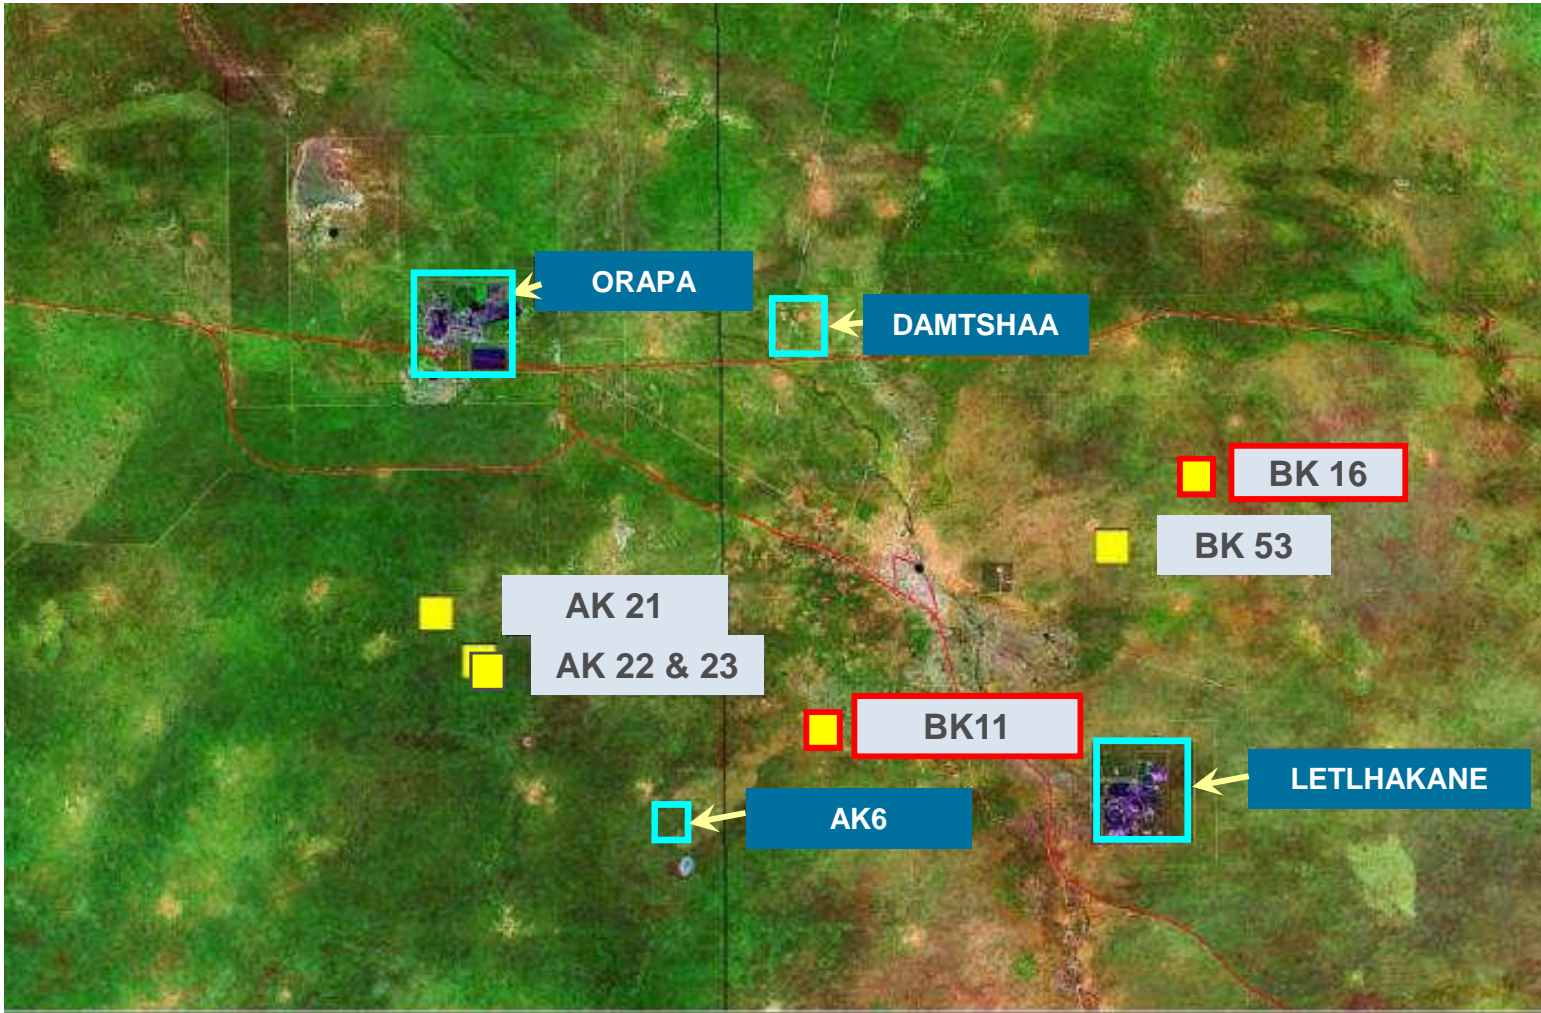 ORAPA
DAMTSHAA
BK 16
BK 53
AK 21
AK 22 & 23
BK11
LETLHAKANE
AK6